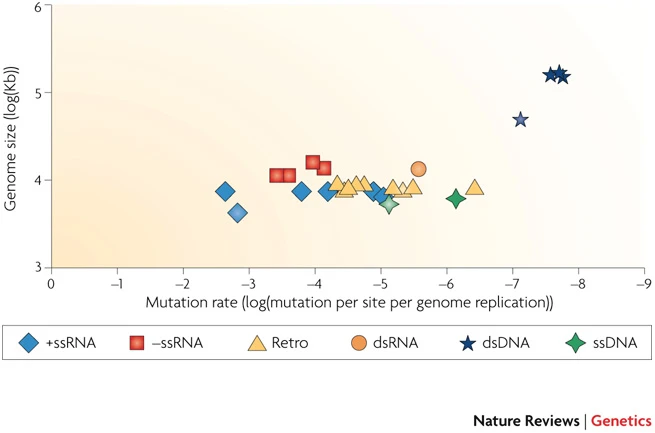 6
5
4
3
Genome size (log(Kb))
0 –1 –2 –3 –4 –5 –6 –7 –8 –9
Mutation rate (log(mutation per site per genome replication))
+ssRNA –ssRNA Retro dsRNA dsDNA ssDNA
Nature Reviews | Genetics